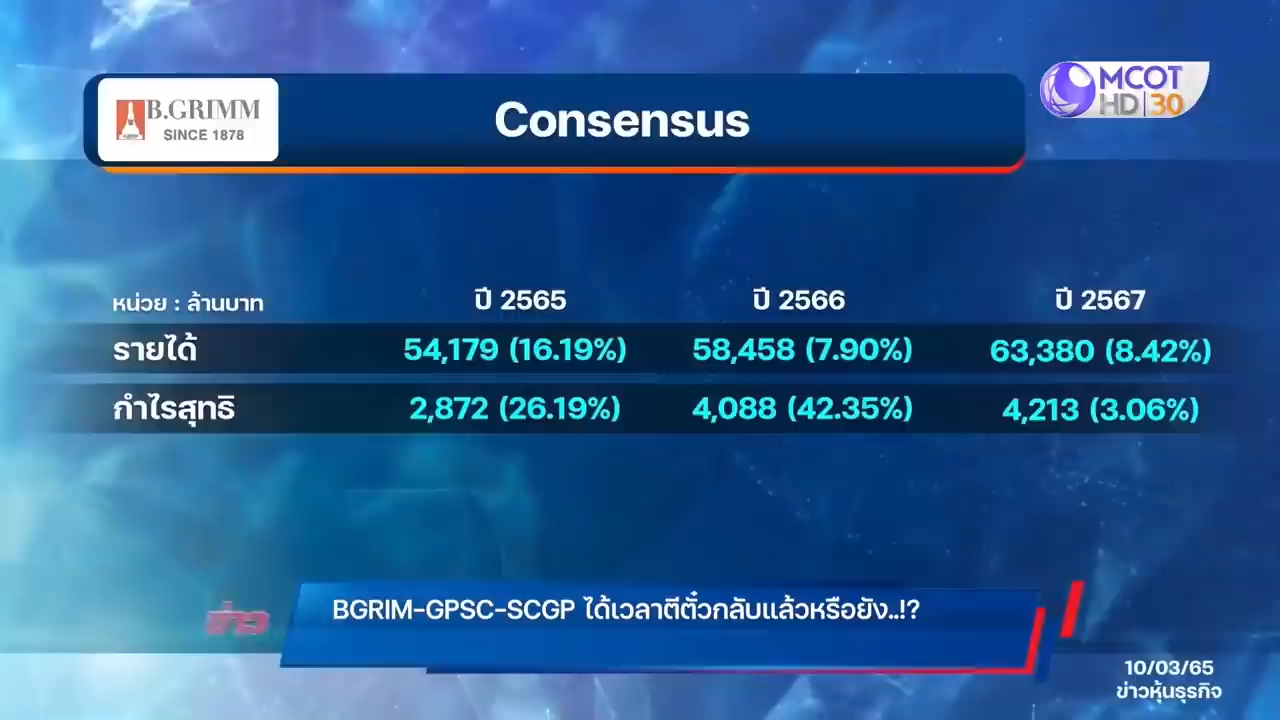 B.GRIMM
SINCE 1878
Consensus
MCOT
HD 30
หน่วย : ล้านบาท ปี 2565 ปี 2566 ปี 2567
รายได้ 54,179 (16.19%) 58,458 (7.90%) 63,380 (8.42%)
กำไรสุทธิ 2,872 (26.19%) 4,088 (42.35%) 4,213 (3.06%)
ข่าว
BGRIM-GPSC-SCGP ได้เวลาตีตั๋วกลับแล้วหรือยัง..!?
10/03/65
ข่าวหุ้นธุรกิจ